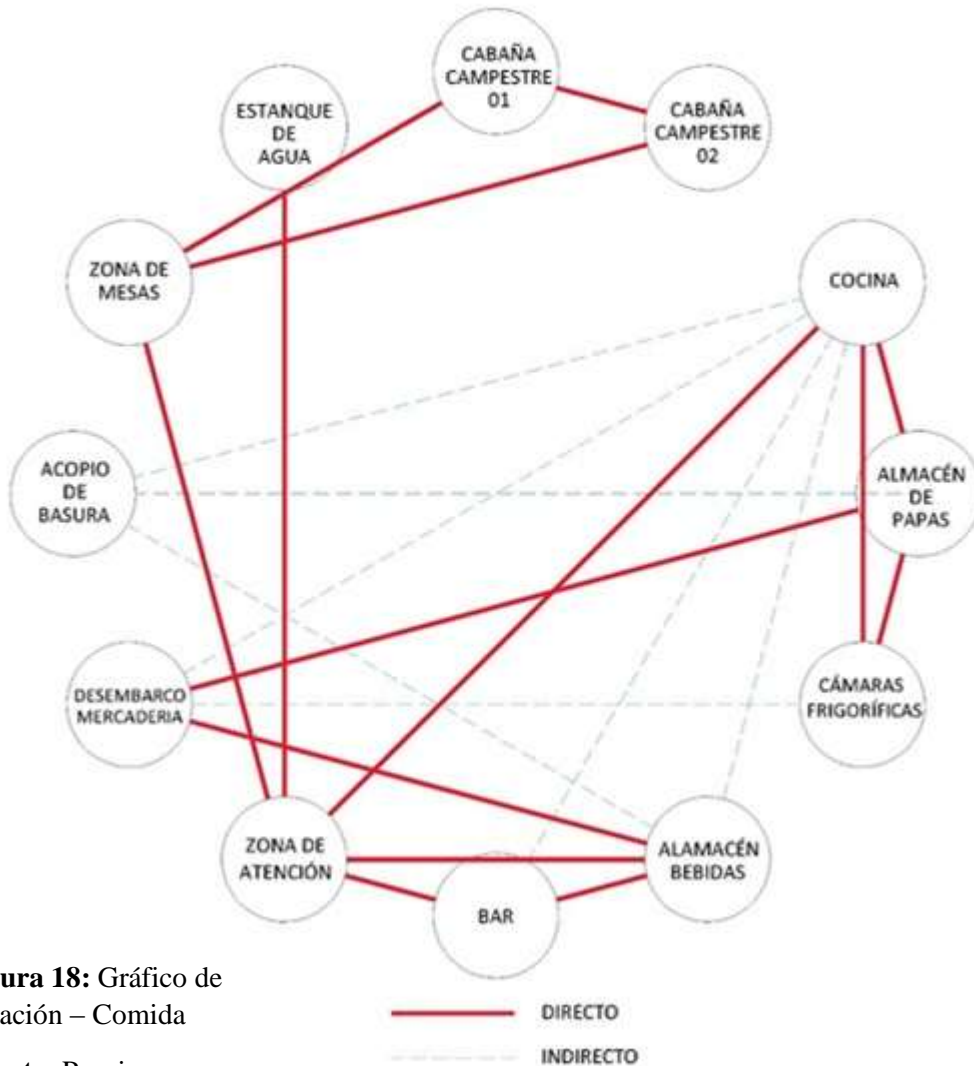 CABAÑA
CAMPESTRE
01
ESTANQUE
DE
AGUA
CABAÑA
CAMPESTRE
02
ZONA DE
MESAS
COCINA
ACOPIO
DE
BASURA
ALMACÉN
DE
PAPAS
DESEMBARCO
MERCADERIA
CÁMARAS
FRIGORÍFICAS
ZONA DE
ATENCIÓN
ALAMACÉN
BEBIDAS
BAR
ura 18: Gráfico de
ación – Comida
DIRECTO
INDIRECTO